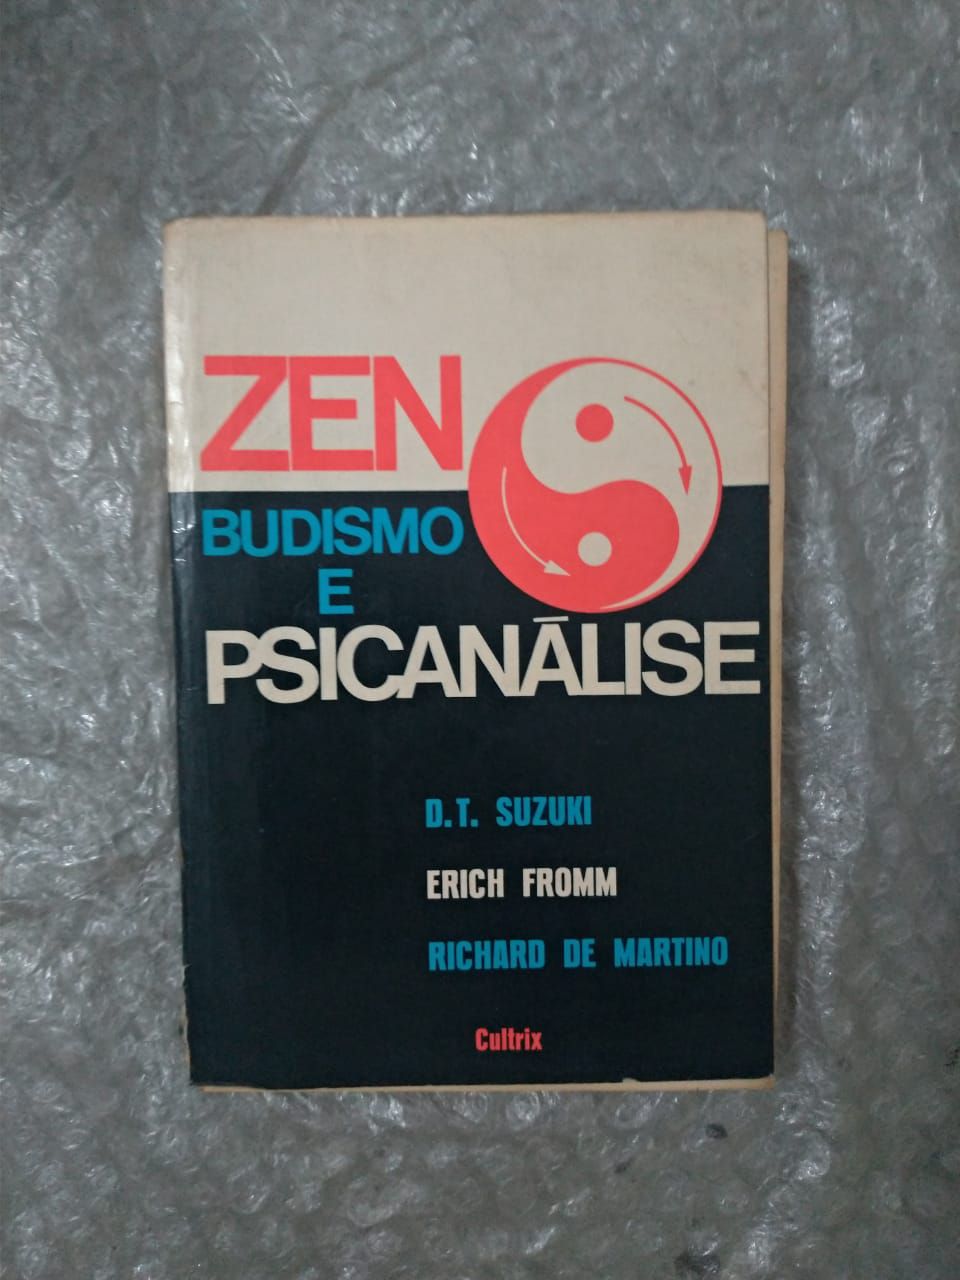 ZEN
BUDISMO
E
PSICANÁLISE
D.T. SUZUKI
ERICH FROMM
RICHARD DE MARTINO
Cultrix